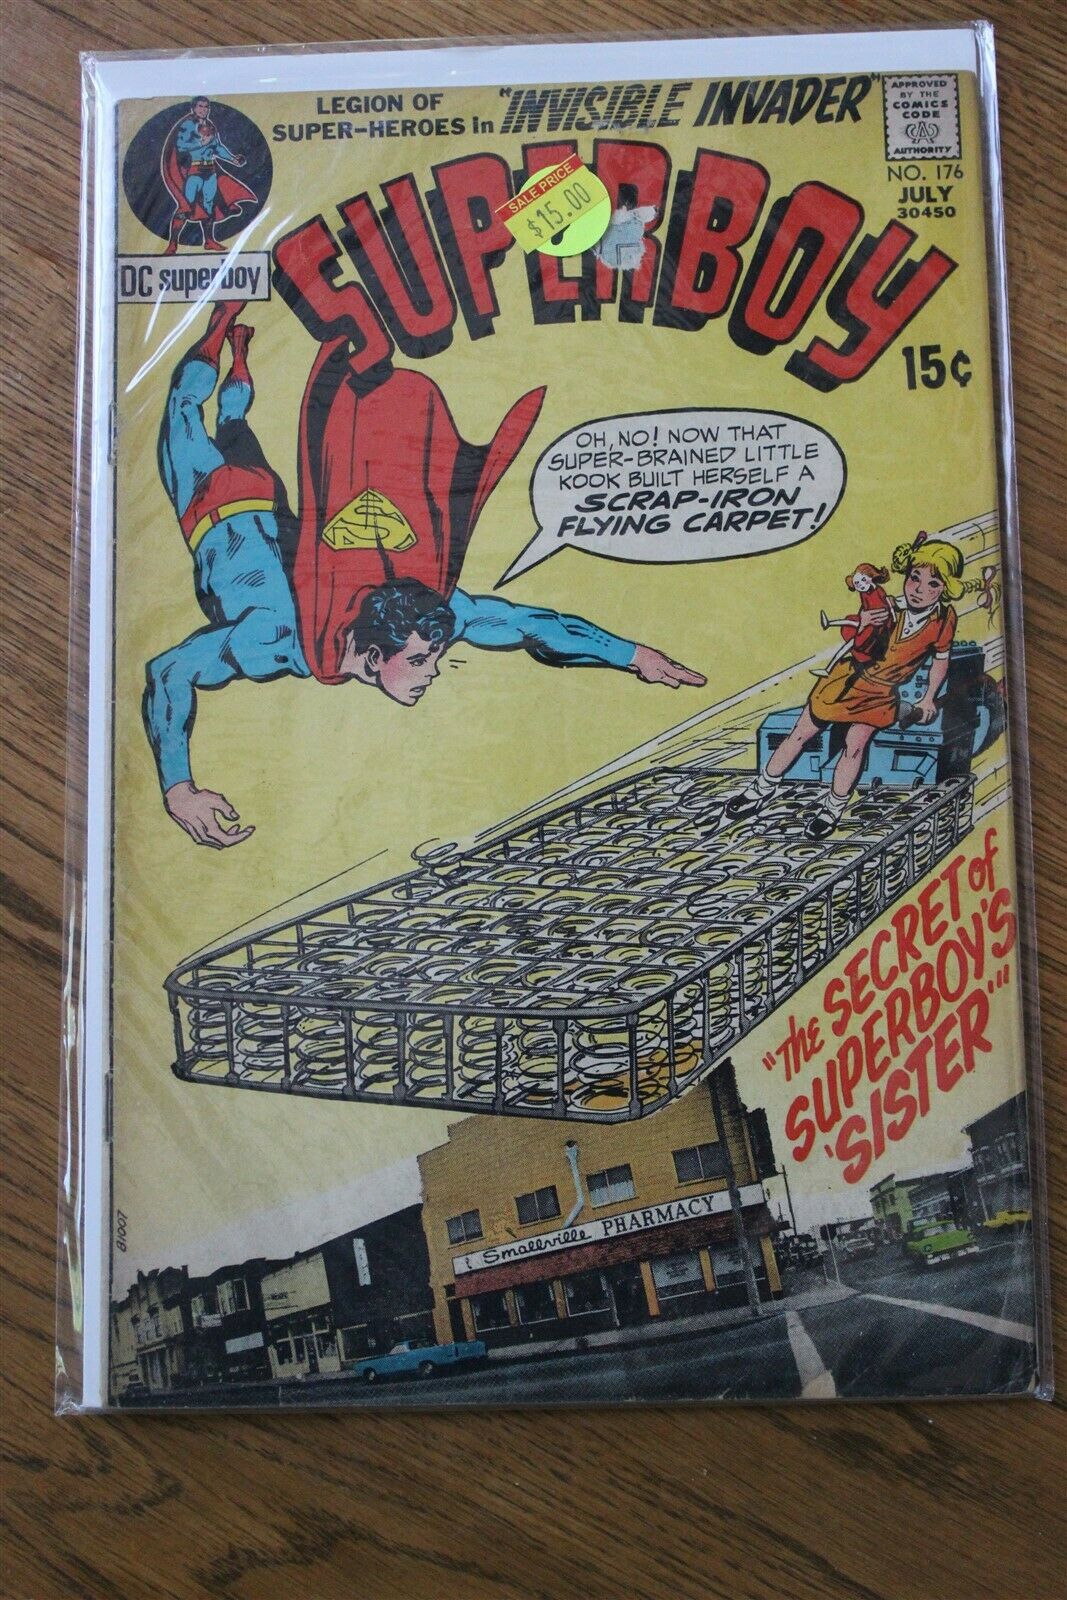 LEGION OF
SUPER-HEROES in "INVISIBLE INVADER"
APPROVED
BY THE
COMICS
CODE
CA
AUTHORITY
NO. 176
JULY
30450
DC superboy
SUPERBOY
SALE PRICE
$15.00
15¢
OH, NO! NOW THAT
SUPER-BRAINED LITTLE
KOOK BUILT HERSELF A
SCRAP-IRON
FLYING CARPET!
S
"The SECRET of
SUPERBOY'S
'SISTER'"
Smallville PHARMACY
81007